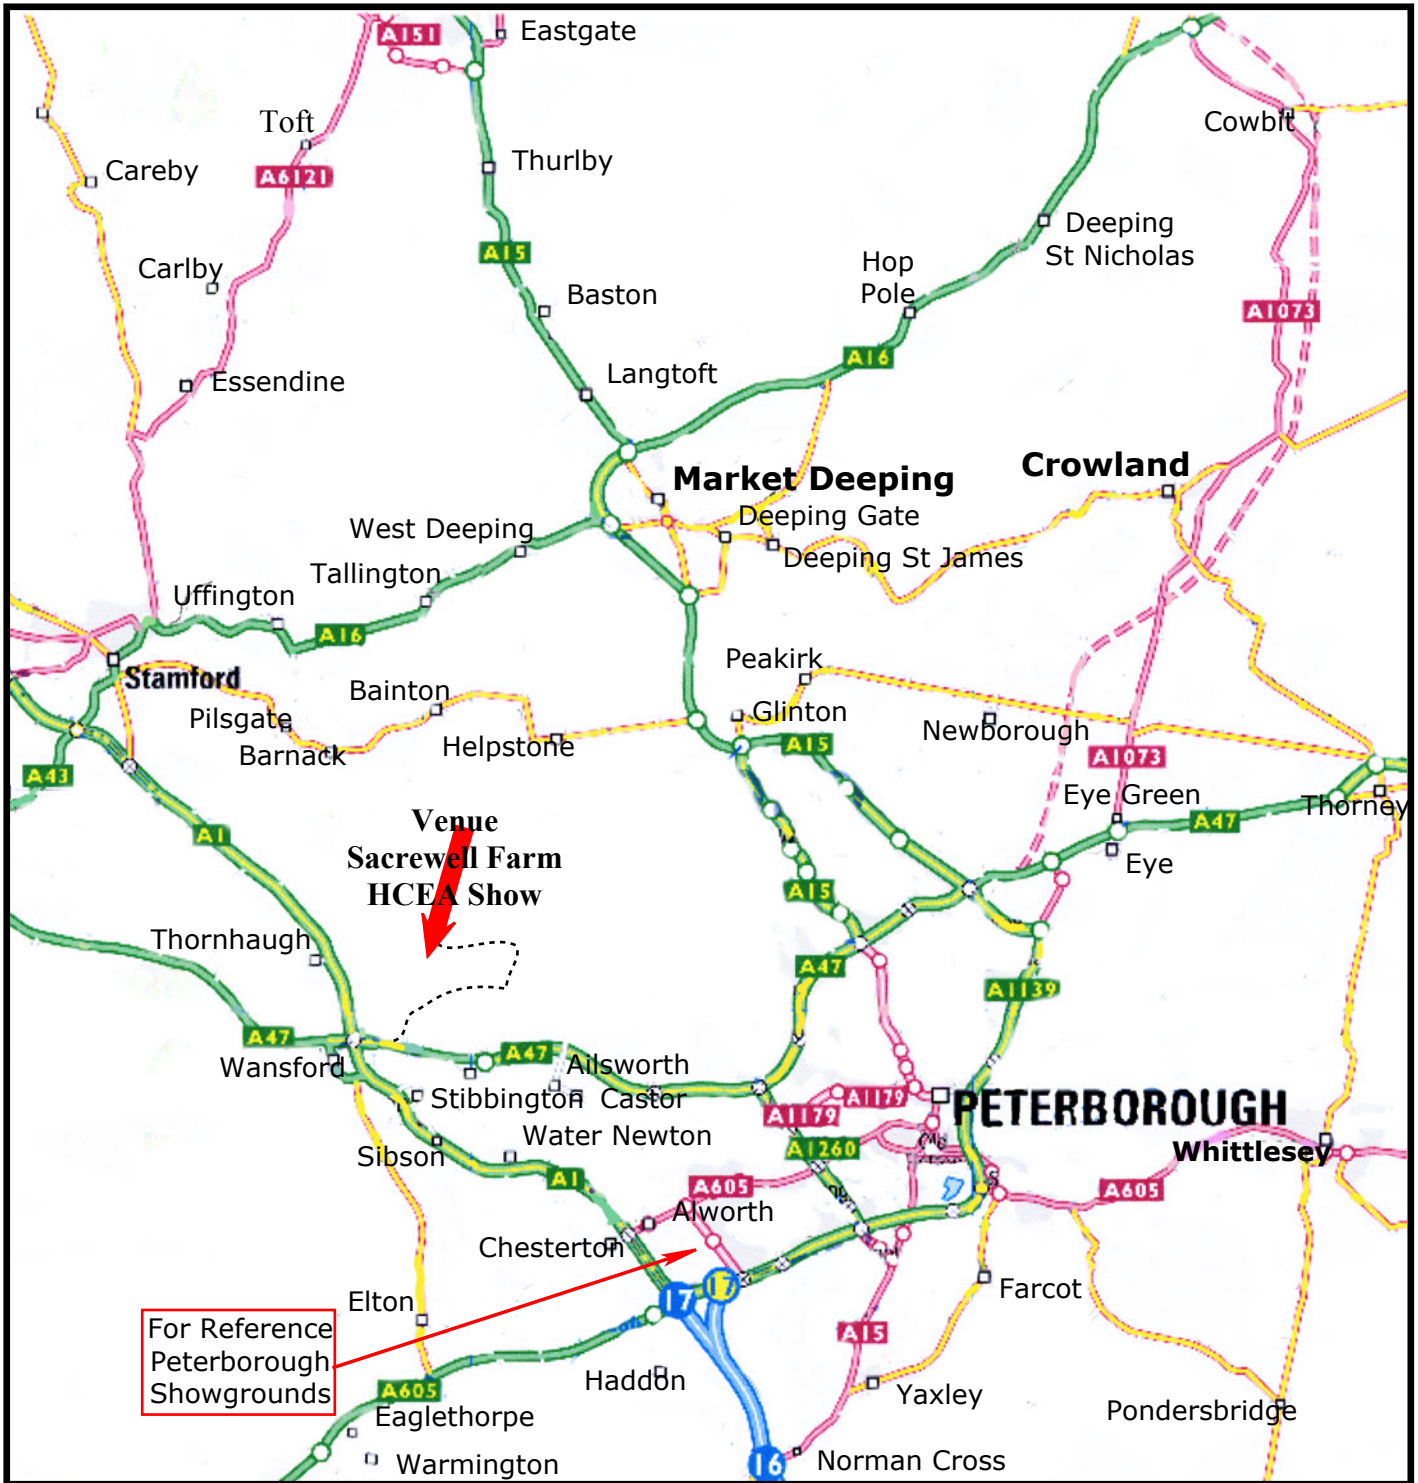 A151
Eastgate
Toft
Cowbit
Careby
A6121
Thurlby
Deeping
St Nicholas
A15
Carlby
Hop
Pole
Baston
A1073
A16
Essendine
Langtoft
Market Deeping
Crowland
Deeping Gate
West Deeping
Deeping St James
Tallington
Uffington
A16
Stamford
Peakirk
Bainton
Pilsgate
Glinton
Newborough
Barnack
Helpstone
A15
A1073
A43
Eye Green
Thorney
A47
A1
Venue
Sacrewell Farm
HCEA Show
Eye
A15
Thornhaugh
A47
A1139
A47
Wansford
A47
Ailsworth
Stibbington
Castor
A1179
A1179
PETERBOROUGH
Water Newton
A1260
Whittlesey
Sibson
A1
A605
A605
Alworth
Chesterton
17
17
Farcot
Elton
For Reference
Peterborough
Showgrounds
A15
Haddon
A605
Yaxley
Eaglethorpe
Pondersbridge
Warmington
16
Norman Cross